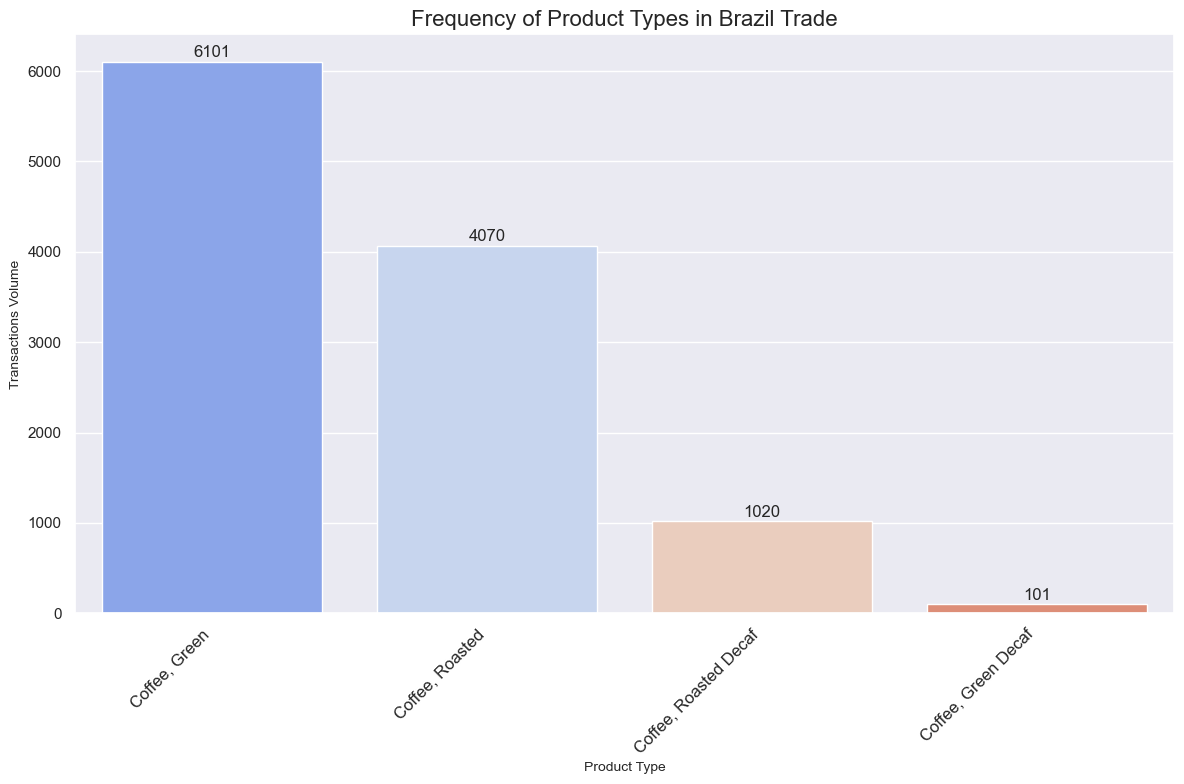 Frequency of Product Types in Brazil Trade
Transactions Volume
6000
5000
4000
3000
2000
1000
0
6101
4070
1020
101
Coffee, Green
Coffee, Roasted
Coffee, Roasted Decaf
Coffee, Green Decaf
Product Type